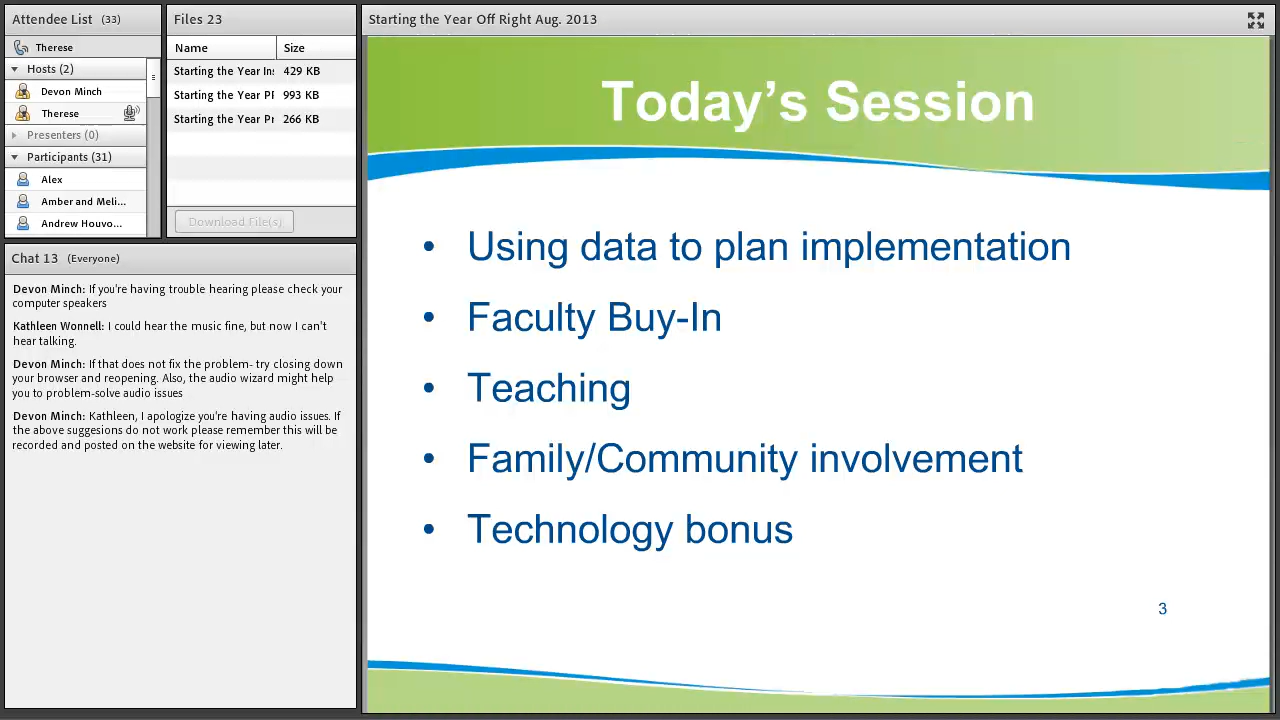 Attendee List (33)
Therese
Hosts (2)
Devon Minch
Therese
Presenters (0)
Participants (31)
Alex
Amber and Meli...
Andrew Houvo...
Files 23
Name Size
Starting the Year Ins 429 KB
Starting the Year PF 993 KB
Starting the Year Pr 266 KB
Download File(s)
Chat 13 (Everyone)
Devon Minch: If you're having trouble hearing please check your
computer speakers
Kathleen Wonnell: I could hear the music fine, but now I can't
hear talking.
Devon Minch: If that does not fix the problem- try closing down
your browser and reopening. Also, the audio wizard might help
you to problem-solve audio issues
Devon Minch: Kathleen, I apologize you're having audio issues. If
the above suggesions do not work please remember this will be
recorded and posted on the website for viewing later.
Starting the Year Off Right Aug. 2013
Today's Session
• Using data to plan implementation
• Faculty Buy-In
• Teaching
• Family/Community involvement
• Technology bonus
3